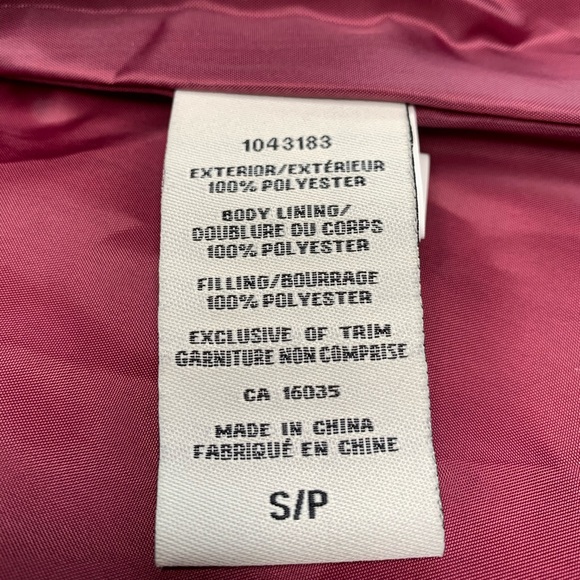 1043183
EXTERIOR/EXTÉRIEUR
100% POLYESTER
BODY LINING/
DOUBLURE DU CORPS
100% POLYESTER
FILLING/BOURRAGE
100% POLYESTER
EXCLUSIVE OF TRIM
GARNITURE NON COMPRISE
CA 16035
MADE IN CHINA
FABRIQUÉ EN CHINE
S/P